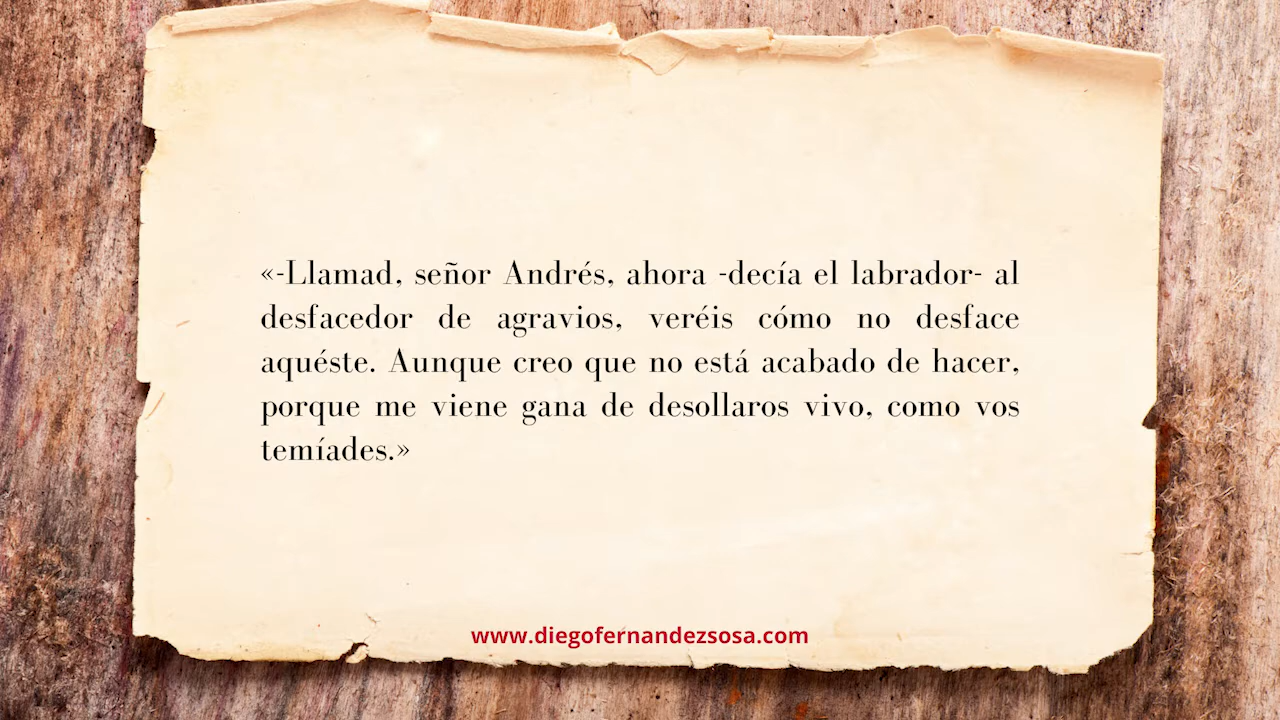 «-Llamad, señor Andrés, ahora -decía el labrador- al
desfacedor de agravios, veréis cómo no desface
aquéste. Aunque creo que no está acabado de hacer,
porque me viene gana de desollaros vivo, como vos
temíades.»
www.diegofernandezsosa.com